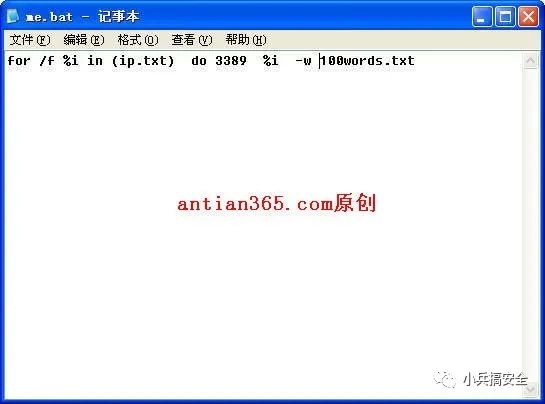 me.bat - 记事本
文件(F) 编辑(E) 格式(O) 查看(V) 帮助(H)
for /f %i in (ip.txt)  do 3389  %i  -w 100words.txt
antian365.com原创
小兵搞安全